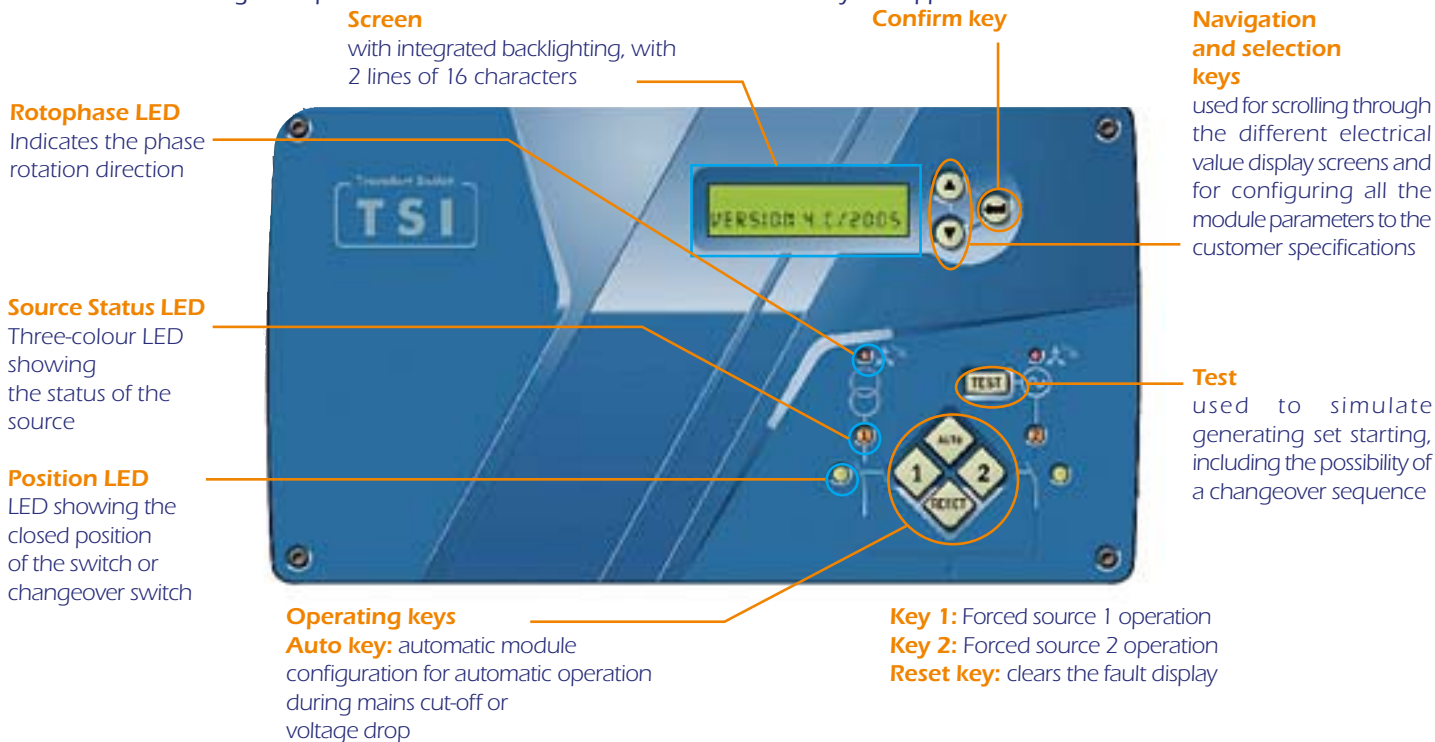 Screen
with integrated backlighting, with
2 lines of 16 characters
Confirm key
Navigation
and selection
keys
used for scrolling through
the different electrical
value display screens and
for configuring all the
module parameters to the
customer specifications
Rotophase LED
Indicates the phase
rotation direction
Source Status LED
Three-colour LED
showing
the status of the
source
Position LED
LED showing the
closed position
of the switch or
changeover switch
TSI
TEST
AUTO
1
2
RESET
Test
used to simulate
generating set starting,
including the possibility of
a changeover sequence
Operating keys
Auto key: automatic module
configuration for automatic operation
during mains cut-off or
voltage drop
Key 1: Forced source 1 operation
Key 2: Forced source 2 operation
Reset key: clears the fault display